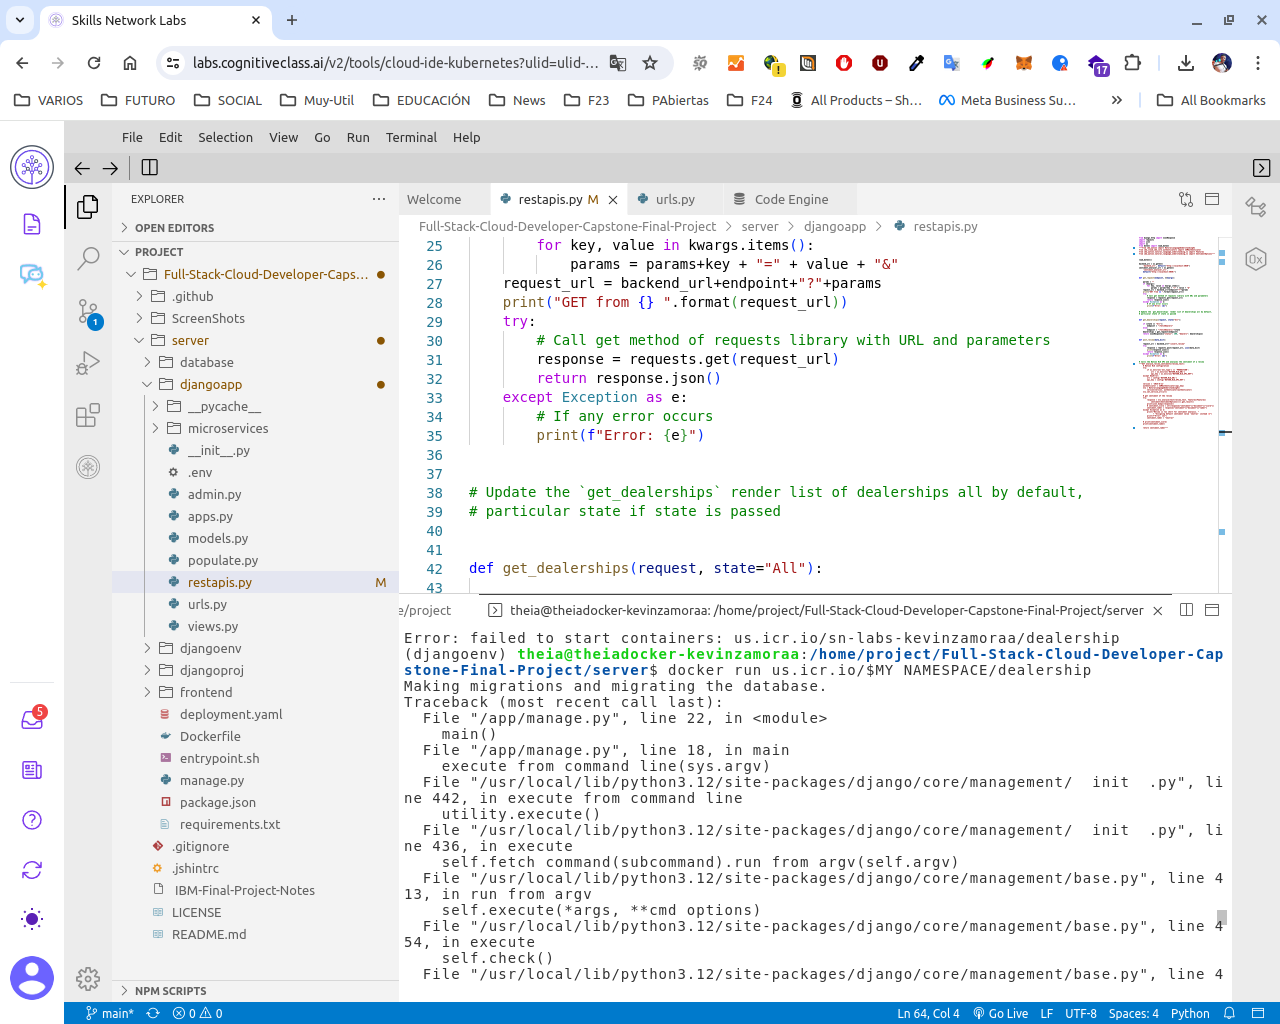 Skills Network Labs
labs.cognitiveclass.ai/v2/tools/cloud-ide-kubernetes?ulid=ulid-...
17
VARIOS
FUTURO
SOCIAL
Muy-Util
EDUCACIÓN
News
F23
PAbiertas
F24
All Products – Sh...
Meta Business Su...
All Bookmarks
File
Edit
Selection
View
Go
Run
Terminal
Help
EXPLORER
OPEN EDITORS
PROJECT
Full-Stack-Cloud-Developer-Caps...
.github
ScreenShots
server
database
djangoapp
__pycache__
microservices
__init__.py
.env
admin.py
apps.py
models.py
populate.py
restapis.py M
urls.py
views.py
djangoenv
djangoproj
frontend
deployment.yaml
Dockerfile
entrypoint.sh
manage.py
package.json
requirements.txt
.gitignore
.jshintrc
IBM-Final-Project-Notes
LICENSE
README.md
NPM SCRIPTS
1
5
Welcome
restapis.py M
urls.py
Code Engine
Full-Stack-Cloud-Developer-Capstone-Final-Project > server > djangoapp > restapis.py
25 for key, value in kwargs.items():
26 params = params+key + "=" + value + "&"
27 request_url = backend_url+endpoint+"?"+params
28 print("GET from {} ".format(request_url))
29 try:
30 # Call get method of requests library with URL and parameters
31 response = requests.get(request_url)
32 return response.json()
33 except Exception as e:
34 # If any error occurs
35 print(f"Error: {e}")
36
37
38 # Update the `get_dealerships` render list of dealerships all by default,
39 # particular state if state is passed
40
41
42 def get_dealerships(request, state="All"):
43
e/project
theia@theiadocker-kevinzamoraa: /home/project/Full-Stack-Cloud-Developer-Capstone-Final-Project/server
Error: failed to start containers: us.icr.io/sn-labs-kevinzamoraa/dealership
(djangoenv) theia@theiadocker-kevinzamoraa:/home/project/Full-Stack-Cloud-Developer-Cap
stone-Final-Project/server$ docker run us.icr.io/$MY NAMESPACE/dealership
Making migrations and migrating the database.
Traceback (most recent call last):
File "/app/manage.py", line 22, in <module>
main()
File "/app/manage.py", line 18, in main
execute from command line(sys.argv)
File "/usr/local/lib/python3.12/site-packages/django/core/management/  init  .py", li
ne 442, in execute from command line
utility.execute()
File "/usr/local/lib/python3.12/site-packages/django/core/management/  init  .py", li
ne 436, in execute
self.fetch command(subcommand).run from argv(self.argv)
File "/usr/local/lib/python3.12/site-packages/django/core/management/base.py", line 4
13, in run from argv
self.execute(*args, **cmd options)
File "/usr/local/lib/python3.12/site-packages/django/core/management/base.py", line 4
54, in execute
self.check()
File "/usr/local/lib/python3.12/site-packages/django/core/management/base.py", line 4
main*
0 0
Ln 64, Col 4
Go Live
LF
UTF-8
Spaces: 4
Python